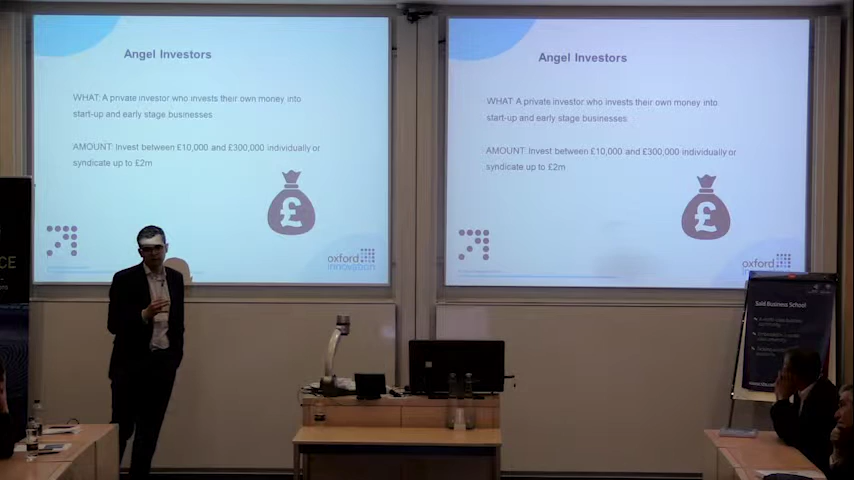 Angel Investors
WHAT: A private investor who invests their own money into
start-up and early stage businesses
AMOUNT: Invest between £10,000 and £300,000 individually or
syndicate up to £2m
£
oxford
innovation
Angel Investors
WHAT: A private investor who invests their own money into
start-up and early stage businesses
AMOUNT: Invest between £10,000 and £300,000 individually or
syndicate up to £2m
£
oxford
innovation
CE
Saïd Business School